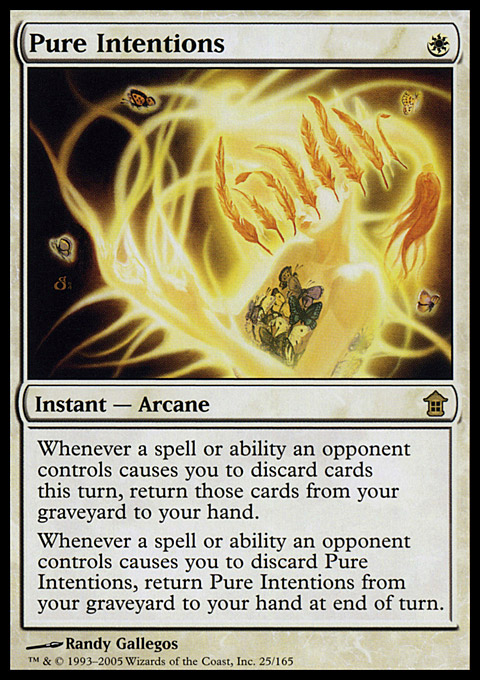 Pure Intentions
Instant — Arcane
Whenever a spell or ability an opponent
controls causes you to discard cards
this turn, return those cards from your
graveyard to your hand.
Whenever a spell or ability an opponent
controls causes you to discard Pure
Intentions, return Pure Intentions from
your graveyard to your hand at end of turn.
Randy Gallegos
™ & © 1993–2005 Wizards of the Coast, Inc. 25/165